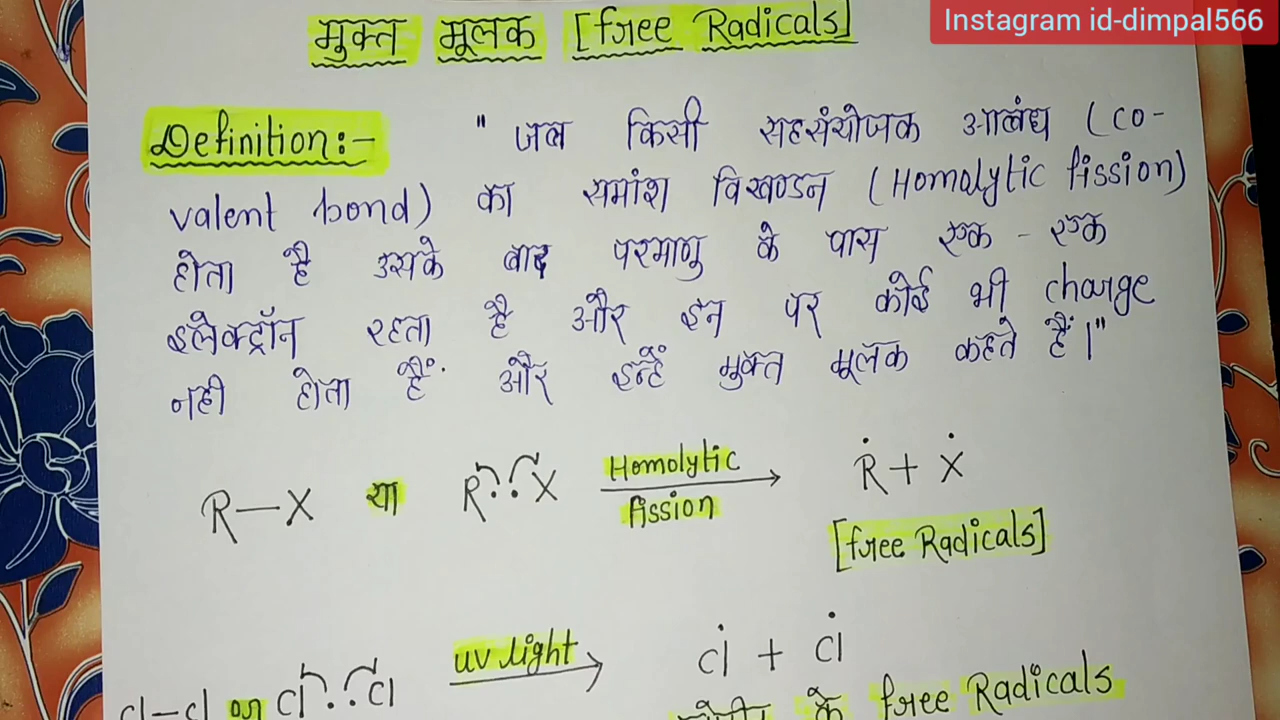 Instagram id-dimpal566
मुक्त मूलक [free Radicals]
Definition:- " जब किसी सहसंयोजक आबंध (co-
valent bond) का समांश विखण्डन (Homolytic fission)
होता है उसके बाद परमाणु के पास एक - एक
इलेक्ट्रॉन रहता है और इन पर कोई भी charge
नही होता हैं. और इन्हें मुक्त मूलक कहते हैं।"
R—X या R··X Homolytic fission → Ṙ + Ẋ
[free Radicals]
Cl-Cl or Cl··Cl uv light → Ċl + Ċl
के free Radicals